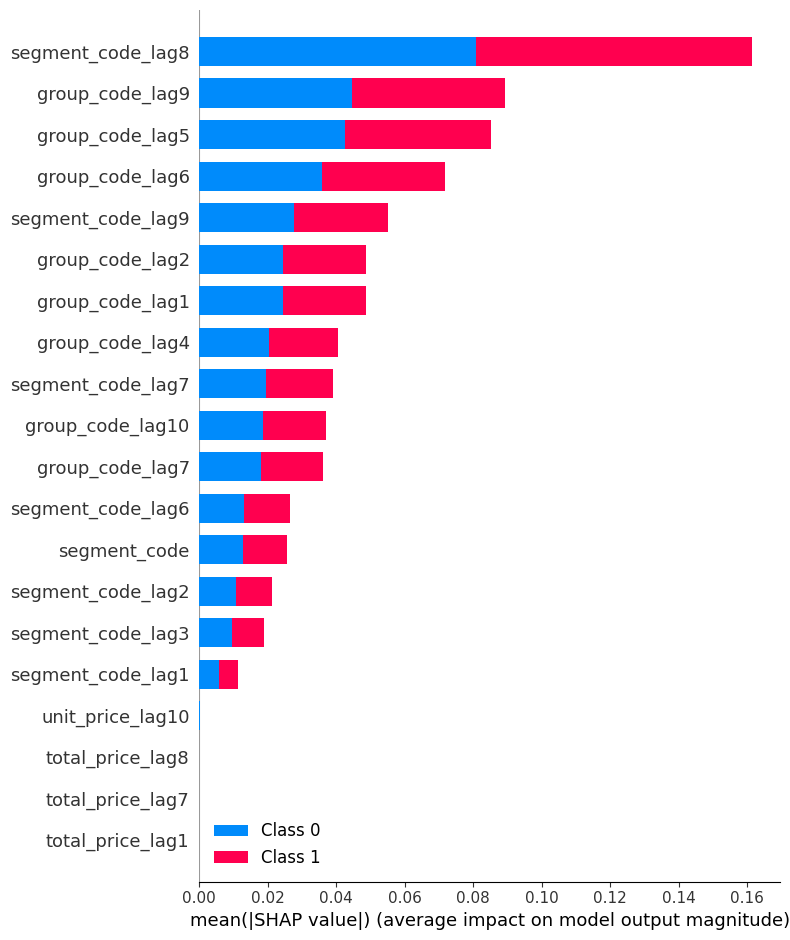 segment_code_lag8
group_code_lag9
group_code_lag5
group_code_lag6
segment_code_lag9
group_code_lag2
group_code_lag1
group_code_lag4
segment_code_lag7
group_code_lag10
group_code_lag7
segment_code_lag6
segment_code
segment_code_lag2
segment_code_lag3
segment_code_lag1
unit_price_lag10
total_price_lag8
total_price_lag7
total_price_lag1
Class 0
Class 1
0.00 0.02 0.04 0.06 0.08 0.10 0.12 0.14 0.16
mean(|SHAP value|) (average impact on model output magnitude)